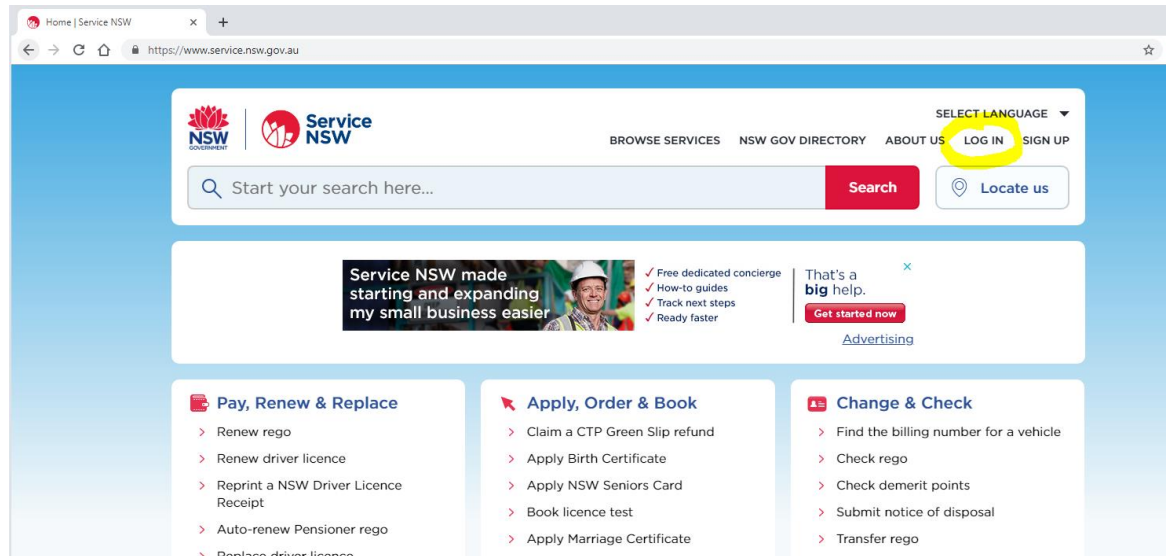 Home | Service NSW
https://www.service.nsw.gov.au
SELECT LANGUAGE
NSW
GOVERNMENT
Service
NSW
BROWSE SERVICES NSW GOV DIRECTORY ABOUT US LOG IN SIGN UP
Start your search here...
Search
Locate us
Service NSW made
starting and expanding
my small business easier
✓ Free dedicated concierge
✓ How-to guides
✓ Track next steps
✓ Ready faster
That's a
big help.
Get started now
Advertising
Pay, Renew & Replace
> Renew rego
> Renew driver licence
> Reprint a NSW Driver Licence
Receipt
> Auto-renew Pensioner rego
> Replace driver licence
Apply, Order & Book
> Claim a CTP Green Slip refund
> Apply Birth Certificate
> Apply NSW Seniors Card
> Book licence test
> Apply Marriage Certificate
Change & Check
> Find the billing number for a vehicle
> Check rego
> Check demerit points
> Submit notice of disposal
> Transfer rego